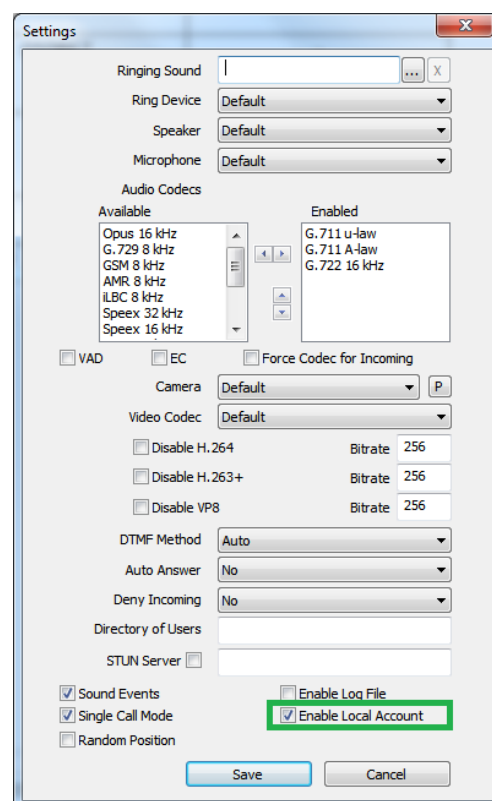 Settings
Ringing Sound ... X
Ring Device Default
Speaker Default
Microphone Default
Audio Codecs
Available Enabled
Opus 16 kHz G.711 u-law
G.729 8 kHz G.711 A-law
GSM 8 kHz G.722 16 kHz
AMR 8 kHz
iLBC 8 kHz
Speex 32 kHz
Speex 16 kHz
VAD EC Force Codec for Incoming
Camera Default P
Video Codec Default
Disable H.264 Bitrate 256
Disable H.263+ Bitrate 256
Disable VP8 Bitrate 256
DTMF Method Auto
Auto Answer No
Deny Incoming No
Directory of Users
STUN Server
Sound Events Enable Log File
Single Call Mode Enable Local Account
Random Position
Save Cancel